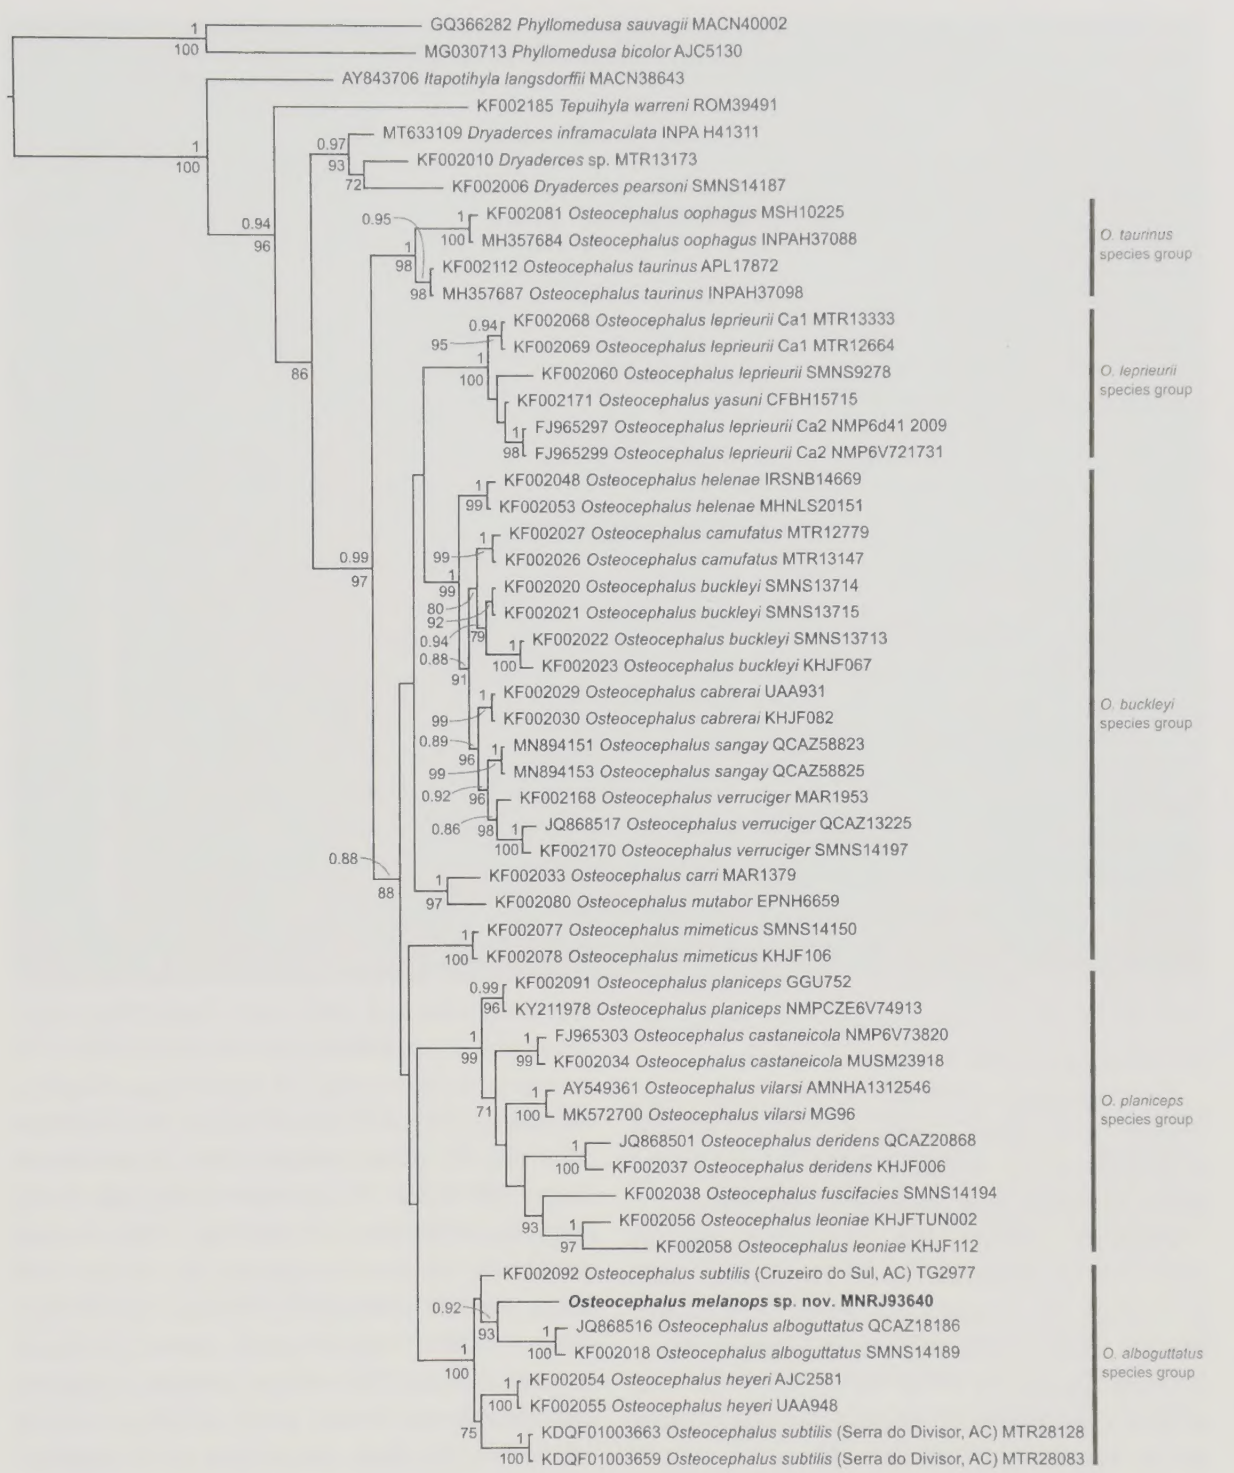 1
GQ366282 Phyllomedusa sauvagii MACN40002
100
MG030713 Phyllomedusa bicolor AJC5130
AY843706 Itapotihyla langsdorffii MACN38643
KF002185 Tepuihyla warreni ROM39491
MT633109 Dryaderces inframaculata INPA H41311
0.97
1
100
93
KF002010 Dryaderces sp. MTR13173
72
KF002006 Dryaderces pearsoni SMNS14187
0.95
1
KF002081 Osteocephalus oophagus MSH10225
0.94
96
1
100
MH357684 Osteocephalus oophagus INPAH37088
O. taurinus
species group
98
KF002112 Osteocephalus taurinus APL17872
98
MH357687 Osteocephalus taurinus INPAH37098
0.94
KF002068 Osteocephalus leprieurii Ca1 MTR13333
95
KF002069 Osteocephalus leprieurii Ca1 MTR12664
86
1
100
KF002060 Osteocephalus leprieurii SMNS9278
O. leprieurii
species group
KF002171 Osteocephalus yasuni CFBH15715
1
FJ965297 Osteocephalus leprieurii Ca2 NMP6d41 2009
98
FJ965299 Osteocephalus leprieurii Ca2 NMP6V721731
1
KF002048 Osteocephalus helenae IRSNB14669
99
KF002053 Osteocephalus helenae MHNLS20151
1
KF002027 Osteocephalus camufatus MTR12779
0.99
97
99
KF002026 Osteocephalus camufatus MTR13147
1
99
KF002020 Osteocephalus buckleyi SMNS13714
80
92
KF002021 Osteocephalus buckleyi SMNS13715
0.94
79
1
KF002022 Osteocephalus buckleyi SMNS13713
0.88
100
KF002023 Osteocephalus buckleyi KHJF067
91
1
KF002029 Osteocephalus cabrerai UAA931
99
KF002030 Osteocephalus cabrerai KHJF082
O. buckleyi
species group
0.89
96
1
MN894151 Osteocephalus sangay QCAZ58823
99
MN894153 Osteocephalus sangay QCAZ58825
0.92
96
KF002168 Osteocephalus verruciger MAR1953
0.86
98
1
JQ868517 Osteocephalus verruciger QCAZ13225
100
KF002170 Osteocephalus verruciger SMNS14197
0.88
88
1
KF002033 Osteocephalus carri MAR1379
97
KF002080 Osteocephalus mutabor EPNH6659
1
KF002077 Osteocephalus mimeticus SMNS14150
100
KF002078 Osteocephalus mimeticus KHJF106
0.99
KF002091 Osteocephalus planiceps GGU752
96
KY211978 Osteocephalus planiceps NMPCZE6V74913
1
99
1
FJ965303 Osteocephalus castaneicola NMP6V73820
99
KF002034 Osteocephalus castaneicola MUSM23918
1
AY549361 Osteocephalus vilarsi AMNHA1312546
71
100
MK572700 Osteocephalus vilarsi MG96
O. planiceps
species group
1
JQ868501 Osteocephalus deridens QCAZ20868
100
KF002037 Osteocephalus deridens KHJF006
KF002038 Osteocephalus fuscifacies SMNS14194
93
1
KF002056 Osteocephalus leoniae KHJFTUN002
97
KF002058 Osteocephalus leoniae KHJF112
KF002092 Osteocephalus subtilis (Cruzeiro do Sul, AC) TG2977
0.92
Osteocephalus melanops sp. nov. MNRJ93640
93
1
JQ868516 Osteocephalus alboguttatus QCAZ18186
100
KF002018 Osteocephalus alboguttatus SMNS14189
O. alboguttatus
species group
1
100
1
KF002054 Osteocephalus heyeri AJC2581
100
KF002055 Osteocephalus heyeri UAA948
75
1
KDQF01003663 Osteocephalus subtilis (Serra do Divisor, AC) MTR28128
100
KDQF01003659 Osteocephalus subtilis (Serra do Divisor, AC) MTR28083